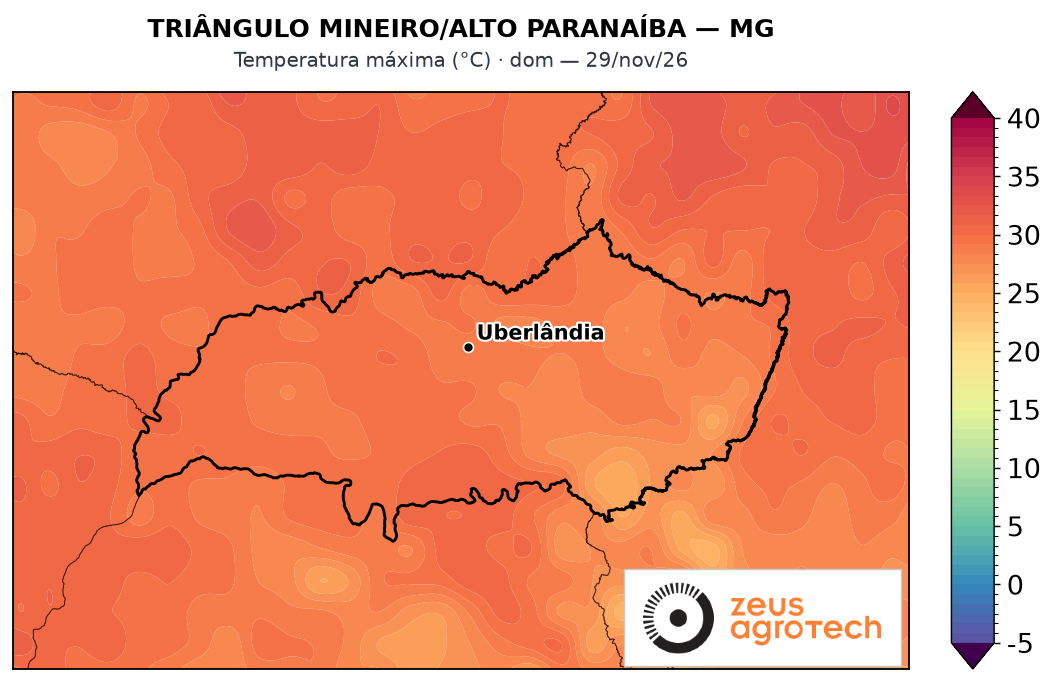 TRIÂNGULO MINEIRO/ALTO PARANAÍBA — MG
Temperatura máxima (°C) · dom — 29/nov/26
Uberlândia
40
35
30
25
20
15
10
5
0
-5
zeus
agrotech